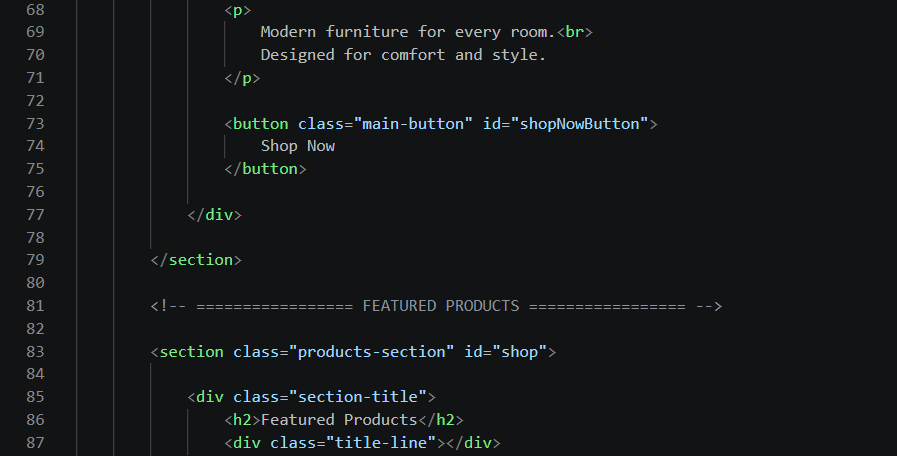 68 <p>
69 Modern furniture for every room.<br>
70 Designed for comfort and style.
71 </p>
72
73 <button class="main-button" id="shopNowButton">
74 Shop Now
75 </button>
76
77 </div>
78
79 </section>
80
81 <!-- ================= FEATURED PRODUCTS ================= -->
82
83 <section class="products-section" id="shop">
84
85 <div class="section-title">
86 <h2>Featured Products</h2>
87 <div class="title-line"></div>